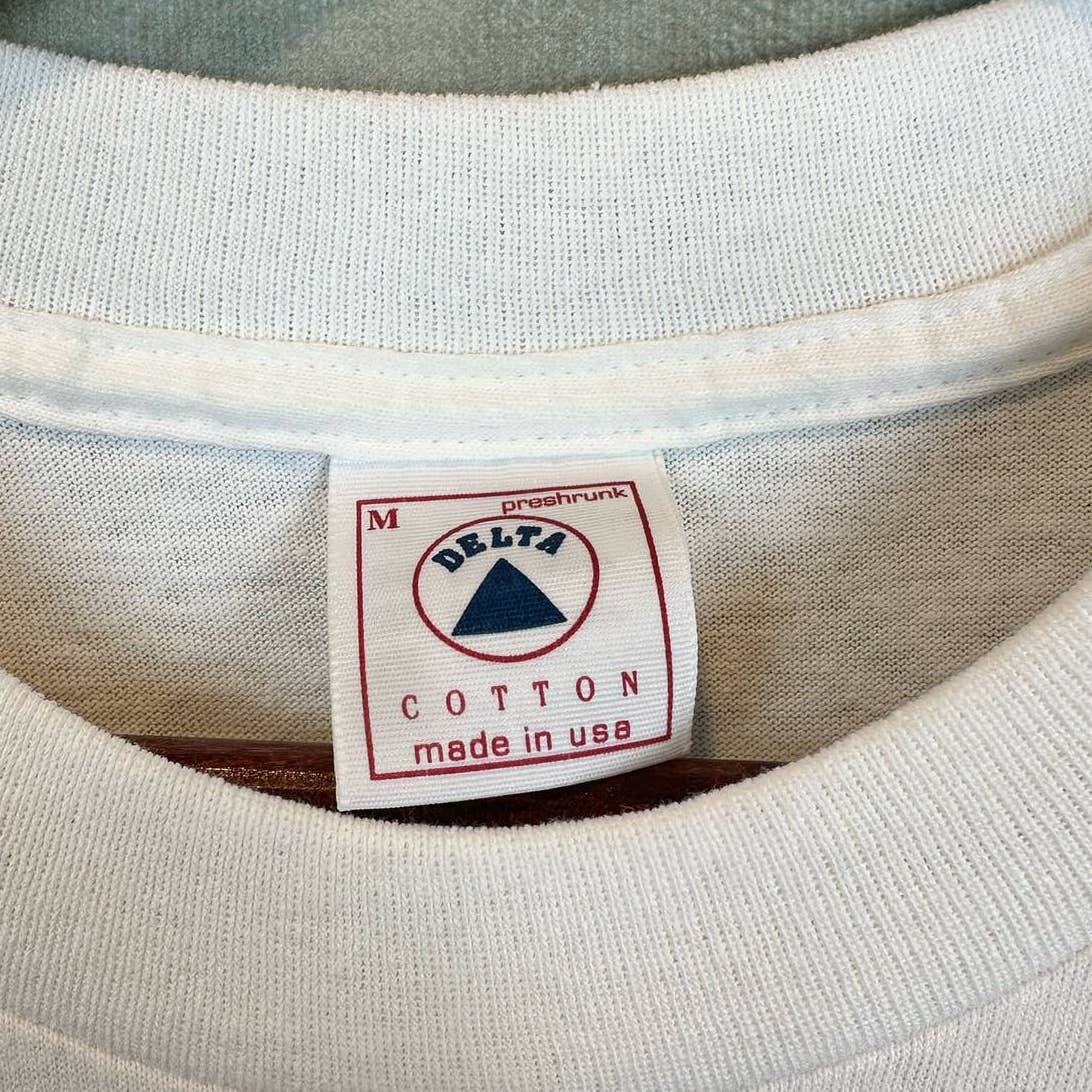 M preshrunk
DELTA
COTTON
made in usa